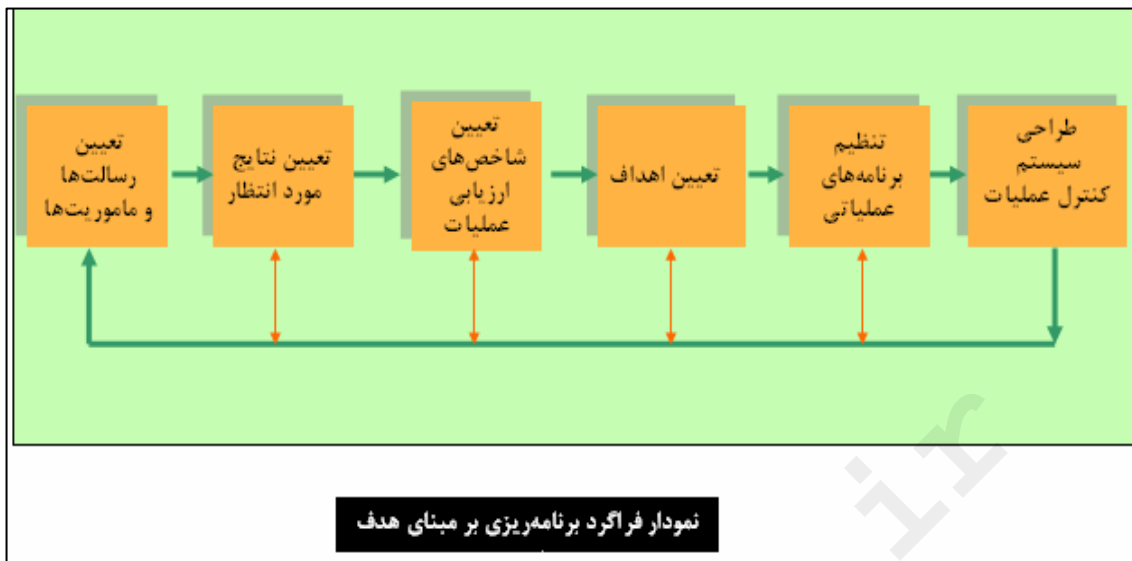 تعیین
رسالت‌ها
و ماموریت‌ها
تعیین نتایج
مورد انتظار
تعیین
شاخص‌های
ارزیابی
عملیات
تعیین اهداف
تنظیم
برنامه‌های
عملیاتی
طراحی
سیستم
کنترل عملیات
ir
نمودار فراگرد برنامه‌ریزی بر مبنای هدف